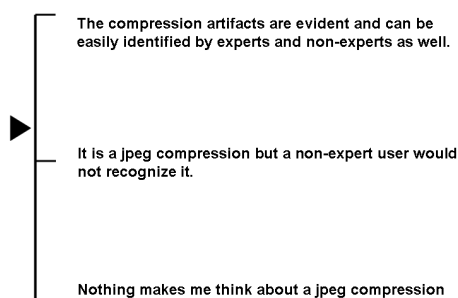 The compression artifacts are evident and can be
easily identified by experts and non-experts as well.
It is a jpeg compression but a non-expert user would
not recognize it.
Nothing makes me think about a jpeg compression